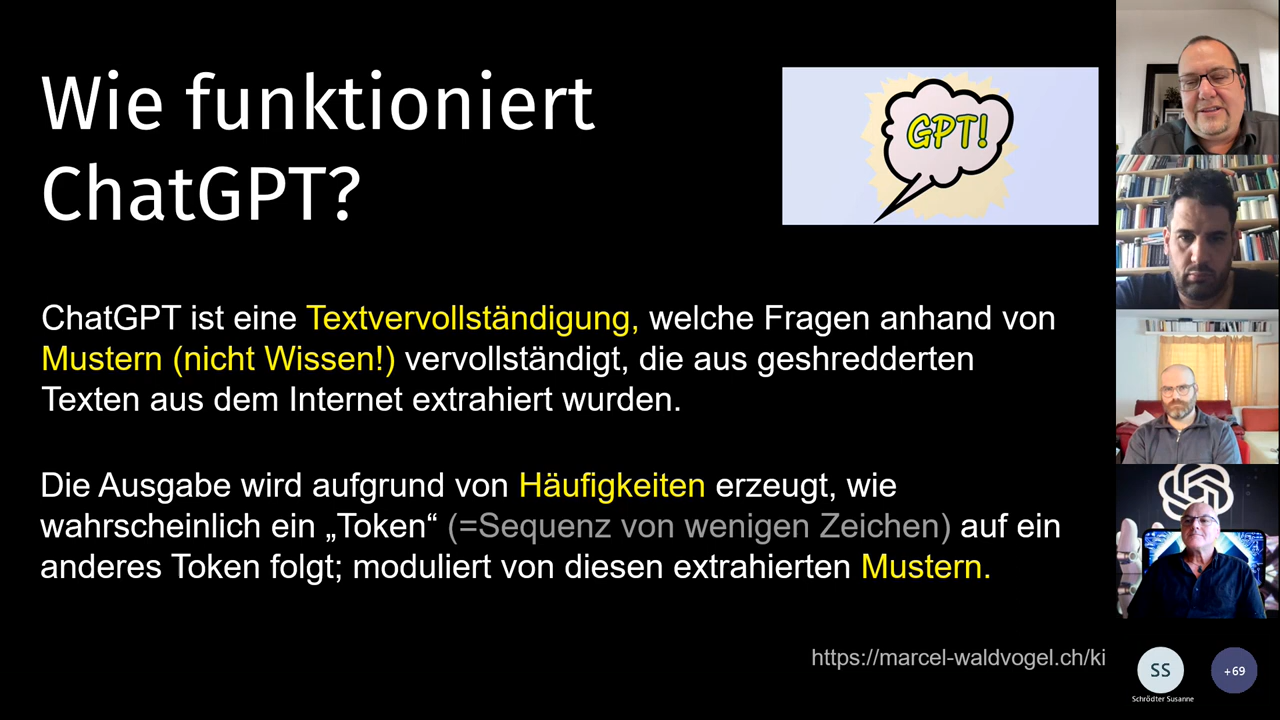 Wie funktioniert
ChatGPT?
GPT!
ChatGPT ist eine Textvervollständigung, welche Fragen anhand von
Mustern (nicht Wissen!) vervollständigt, die aus geshredderten
Texten aus dem Internet extrahiert wurden.
Die Ausgabe wird aufgrund von Häufigkeiten erzeugt, wie
wahrscheinlich ein „Token“ (=Sequenz von wenigen Zeichen) auf ein
anderes Token folgt; moduliert von diesen extrahierten Mustern.
https://marcel-waldvogel.ch/ki
SS
Schrödter Susanne
+69